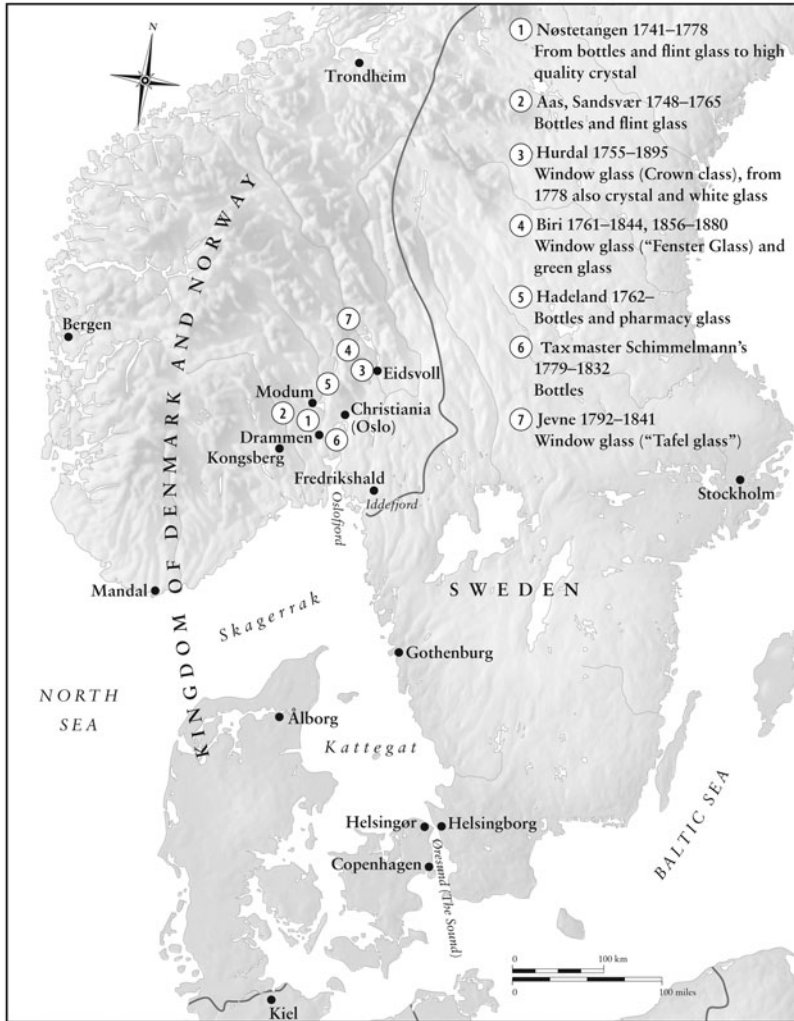 N
1 Nøstetangen 1741–1778
From bottles and flint glass to high
quality crystal
2 Aas, Sandsvær 1748–1765
Bottles and flint glass
3 Hurdal 1755–1895
Window glass (Crown class), from
1778 also crystal and white glass
4 Biri 1761–1844, 1856–1880
Window glass (“Fenster Glass) and
green glass
5 Hadeland 1762–
Bottles and pharmacy glass
6 Taxmaster Schimmelmann’s
1779–1832
Bottles
7 Jevne 1792–1841
Window glass (“Tafel glass”)
Trondheim
KINGDOM OF DENMARK AND NORWAY
Bergen
7
4
3
Eidsvoll
5
Modum
2
1
Christiania
(Oslo)
Drammen
6
Kongsberg
Fredrikshald
Iddefjord
Oslofjord
Stockholm
Mandal
SWEDEN
Skagerrak
Gothenburg
NORTH
SEA
Ålborg
Kattegat
BALTIC SEA
Helsingør
Helsingborg
Copenhagen
Øresund (The Sound)
0 100 km
0 100 miles
Kiel